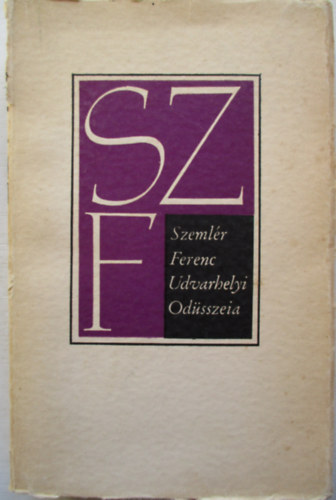 SZ
F
Szemlér
Ferenc
Udvarhelyi
Odüsszeia